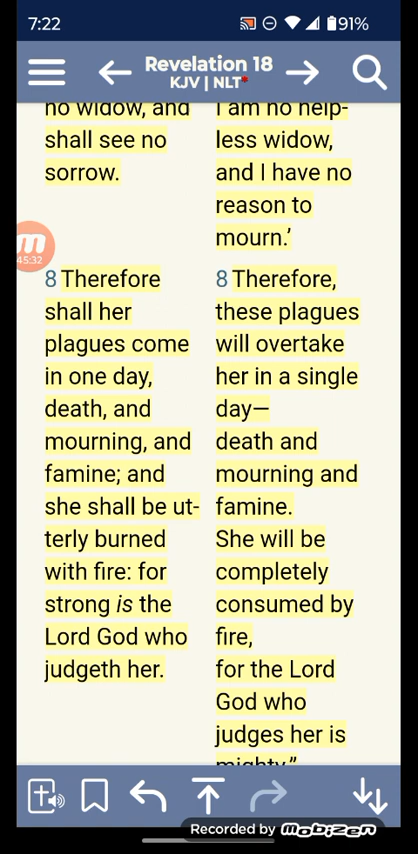 7:22
91%
Revelation 18
KJV | NLT*
no widow, and
shall see no
sorrow.
8 Therefore
shall her
plagues come
in one day,
death, and
mourning, and
famine; and
she shall be ut-
terly burned
with fire: for
strong is the
Lord God who
judgeth her.
I am no help-
less widow,
and I have no
reason to
mourn.’
8 Therefore,
these plagues
will overtake
her in a single
day—
death and
mourning and
famine.
She will be
completely
consumed by
fire,
for the Lord
God who
judges her is
mighty.”
m
45:32
Recorded by mobizen